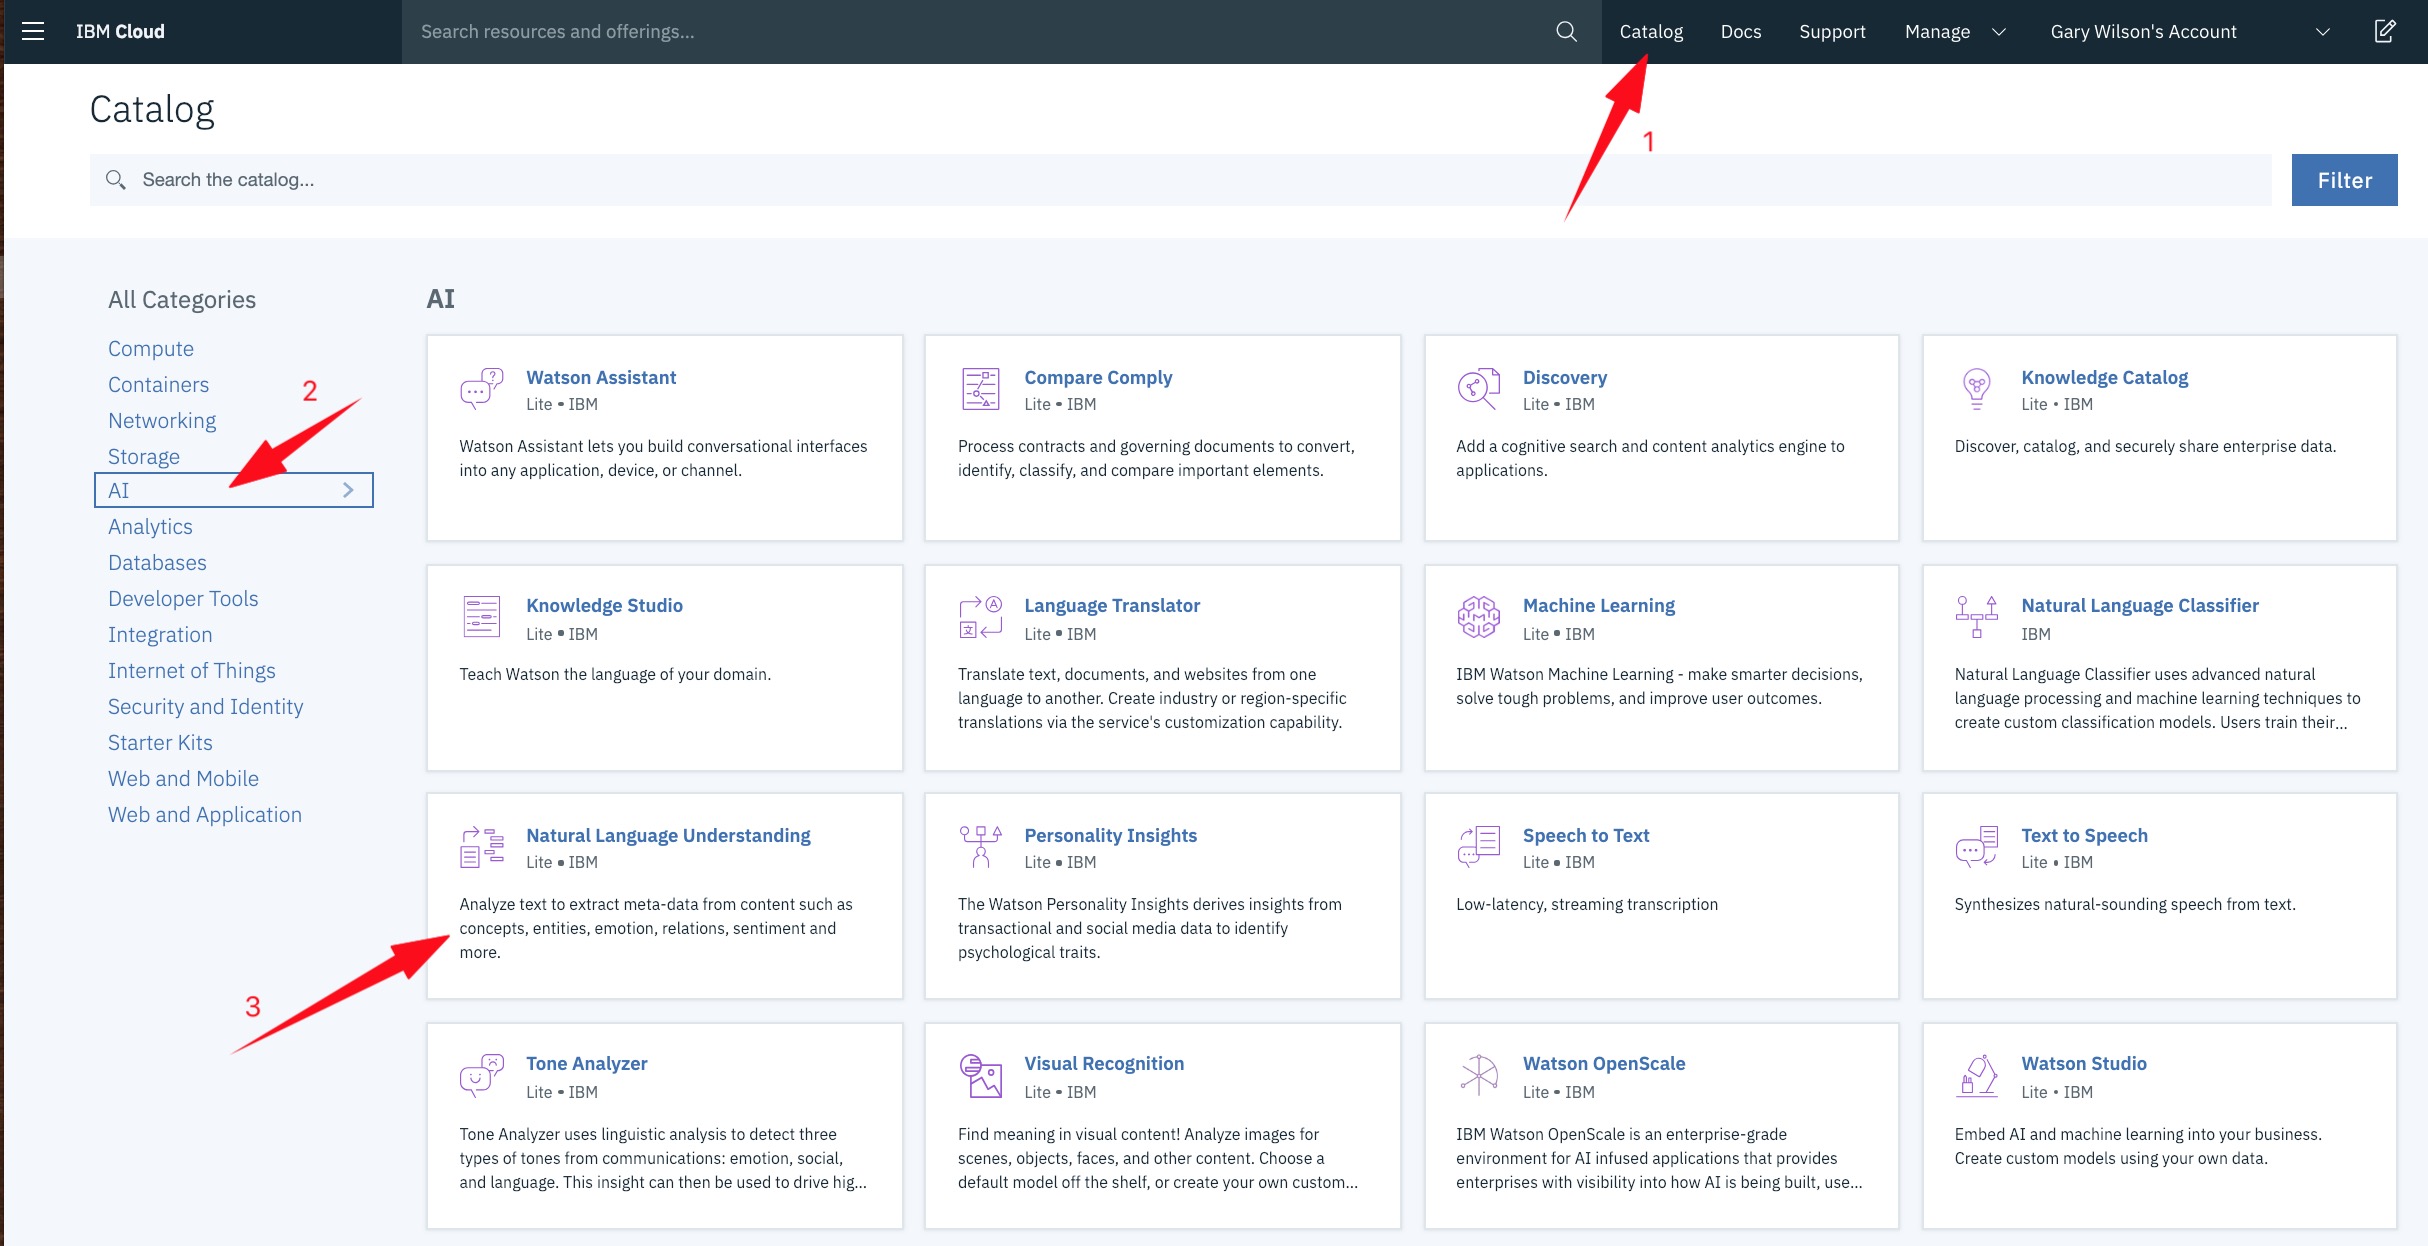 IBM Cloud
Search resources and offerings...
Catalog
Docs
Support
Manage
Gary Wilson's Account
1
Catalog
Search the catalog...
Filter
All Categories
Compute
Containers
Networking
Storage
AI
Analytics
Databases
Developer Tools
Integration
Internet of Things
Security and Identity
Starter Kits
Web and Mobile
Web and Application
2
3
AI
Watson Assistant
Lite • IBM
Watson Assistant lets you build conversational interfaces
into any application, device, or channel.
Compare Comply
Lite • IBM
Process contracts and governing documents to convert,
identify, classify, and compare important elements.
Discovery
Lite • IBM
Add a cognitive search and content analytics engine to
applications.
Knowledge Catalog
Lite • IBM
Discover, catalog, and securely share enterprise data.
Knowledge Studio
Lite • IBM
Teach Watson the language of your domain.
Language Translator
Lite • IBM
Translate text, documents, and websites from one
language to another. Create industry or region-specific
translations via the service's customization capability.
Machine Learning
Lite • IBM
IBM Watson Machine Learning - make smarter decisions,
solve tough problems, and improve user outcomes.
Natural Language Classifier
IBM
Natural Language Classifier uses advanced natural
language processing and machine learning techniques to
create custom classification models. Users train their...
Natural Language Understanding
Lite • IBM
Analyze text to extract meta-data from content such as
concepts, entities, emotion, relations, sentiment and
more.
Personality Insights
Lite • IBM
The Watson Personality Insights derives insights from
transactional and social media data to identify
psychological traits.
Speech to Text
Lite • IBM
Low-latency, streaming transcription
Text to Speech
Lite • IBM
Synthesizes natural-sounding speech from text.
Tone Analyzer
Lite • IBM
Tone Analyzer uses linguistic analysis to detect three
types of tones from communications: emotion, social,
and language. This insight can then be used to drive hig...
Visual Recognition
Lite • IBM
Find meaning in visual content! Analyze images for
scenes, objects, faces, and other content. Choose a
default model off the shelf, or create your own custom...
Watson OpenScale
Lite • IBM
IBM Watson OpenScale is an enterprise-grade
environment for AI infused applications that provides
enterprises with visibility into how AI is being built, use...
Watson Studio
Lite • IBM
Embed AI and machine learning into your business.
Create custom models using your own data.